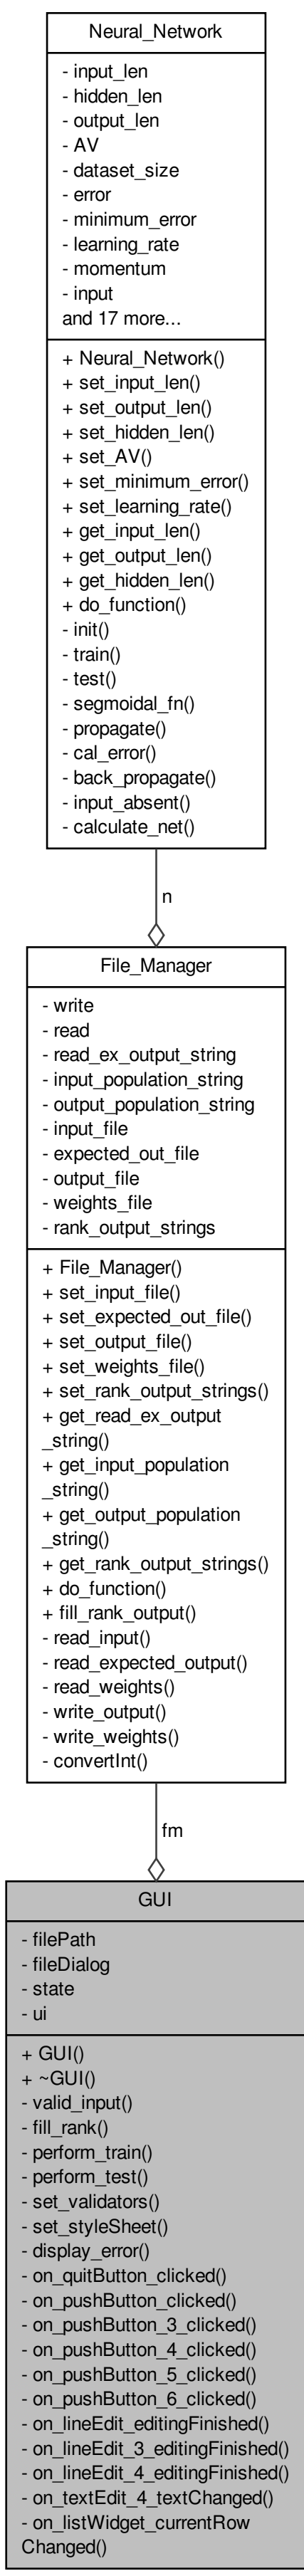 Neural_Network
- input_len
- hidden_len
- output_len
- AV
- dataset_size
- error
- minimum_error
- learning_rate
- momentum
- input
and 17 more...
+ Neural_Network()
+ set_input_len()
+ set_output_len()
+ set_hidden_len()
+ set_AV()
+ set_minimum_error()
+ set_learning_rate()
+ get_input_len()
+ get_output_len()
+ get_hidden_len()
+ do_function()
- init()
- train()
- test()
- segmoidal_fn()
- propagate()
- cal_error()
- back_propagate()
- input_absent()
- calculate_net()
n
File_Manager
- write
- read
- read_ex_output_string
- input_population_string
- output_population_string
- input_file
- expected_out_file
- output_file
- weights_file
- rank_output_strings
+ File_Manager()
+ set_input_file()
+ set_expected_out_file()
+ set_output_file()
+ set_weights_file()
+ set_rank_output_strings()
+ get_read_ex_output
_string()
+ get_input_population
_string()
+ get_output_population
_string()
+ get_rank_output_strings()
+ do_function()
+ fill_rank_output()
- read_input()
- read_expected_output()
- read_weights()
- write_output()
- write_weights()
- convertInt()
fm
GUI
- filePath
- fileDialog
- state
- ui
+ GUI()
+ ~GUI()
- valid_input()
- fill_rank()
- perform_train()
- perform_test()
- set_validators()
- set_styleSheet()
- display_error()
- on_quitButton_clicked()
- on_pushButton_clicked()
- on_pushButton_3_clicked()
- on_pushButton_4_clicked()
- on_pushButton_5_clicked()
- on_pushButton_6_clicked()
- on_lineEdit_editingFinished()
- on_lineEdit_3_editingFinished()
- on_lineEdit_4_editingFinished()
- on_textEdit_4_textChanged()
- on_listWidget_currentRow
Changed()